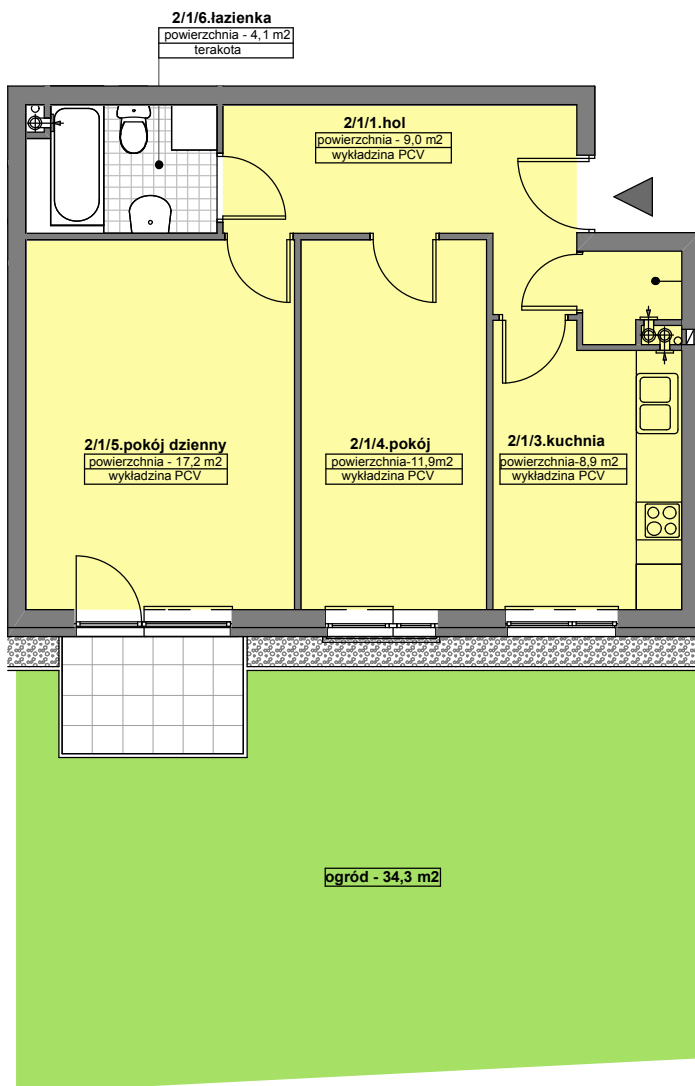 2/1/6.łazienka
powierzchnia - 4,1 m2
terakota
2/1/1.hol
powierzchnia - 9,0 m2
wykładzina PCV
2/1/5.pokój dzienny
powierzchnia - 17,2 m2
wykładzina PCV
2/1/4.pokój
powierzchnia-11,9m2
wykładzina PCV
2/1/3.kuchnia
powierzchnia-8,9 m2
wykładzina PCV
ogród - 34,3 m2